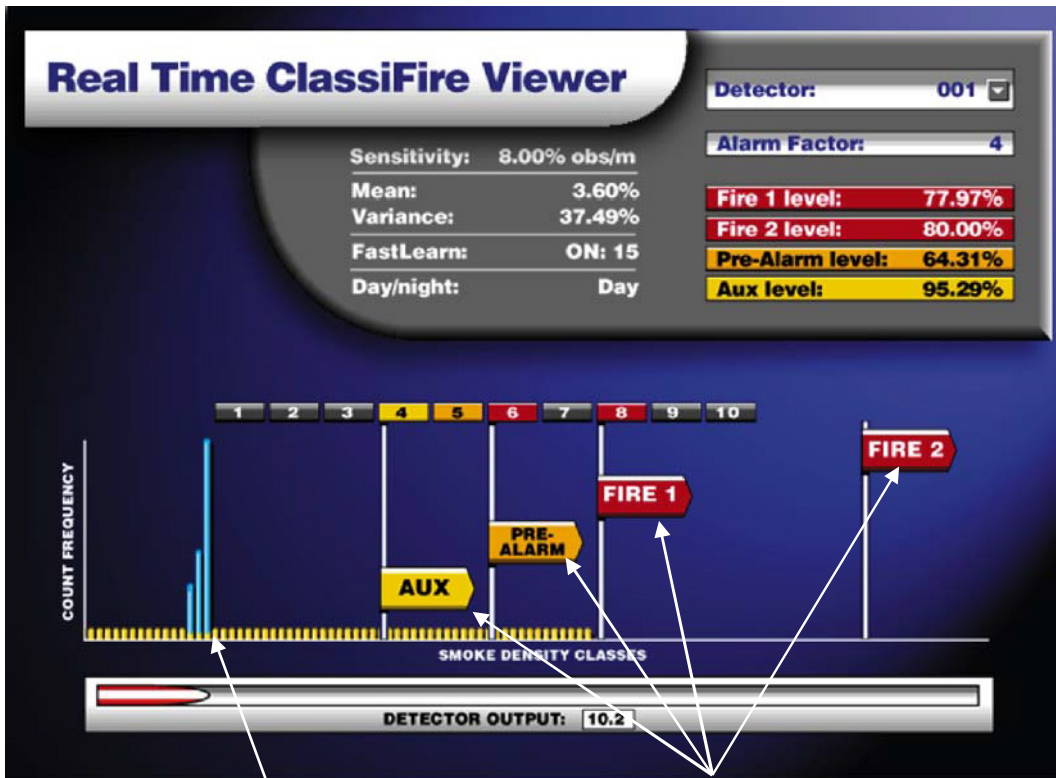 Real Time ClassiFire Viewer
Detector: 001
Alarm Factor: 4
Sensitivity: 8.00% obs/m
Mean: 3.60%
Variance: 37.49%
FastLearn: ON: 15
Day/night: Day
Fire 1 level: 77.97%
Fire 2 level: 80.00%
Pre-Alarm level: 64.31%
Aux level: 95.29%
1 2 3 4 5 6 7 8 9 10
FIRE 2
FIRE 1
PRE-
ALARM
AUX
COUNT FREQUENCY
SMOKE DENSITY CLASSES
DETECTOR OUTPUT: 10.2